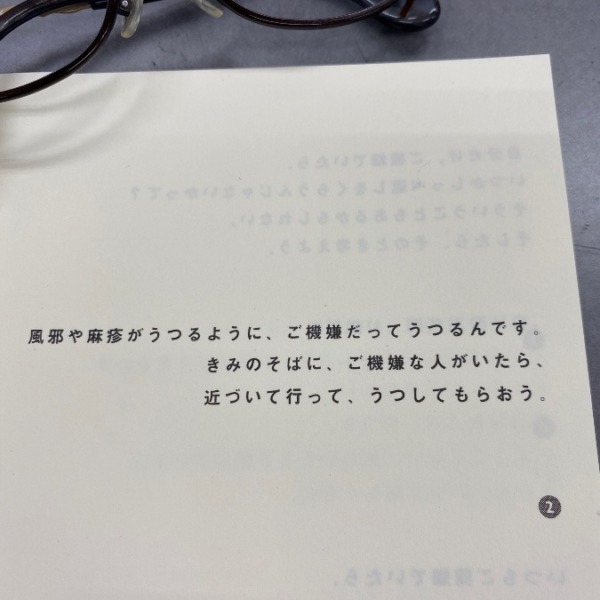 風邪や麻疹がうつるように、ご機嫌だってうつるんです。
きみのそばに、ご機嫌な人がいたら、
近づいて行って、うつしてもらおう。
2